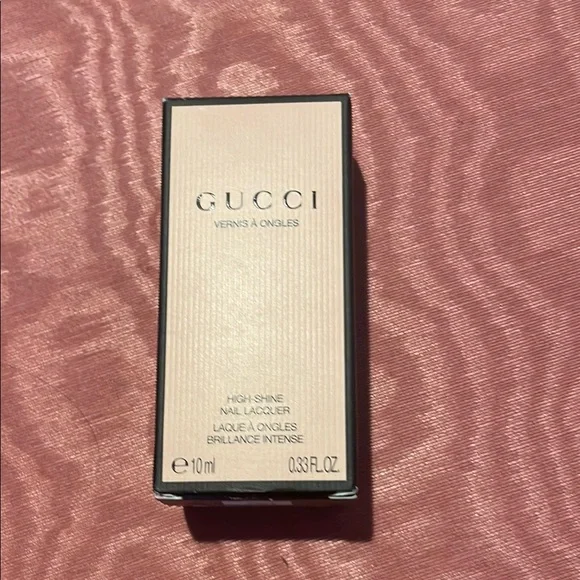 GUCCI
VERNIS À ONGLES
HIGH-SHINE
NAIL LACQUER
LAQUE À ONGLES
BRILLANCE INTENSE
℮10 ml 0.33 FL.OZ.